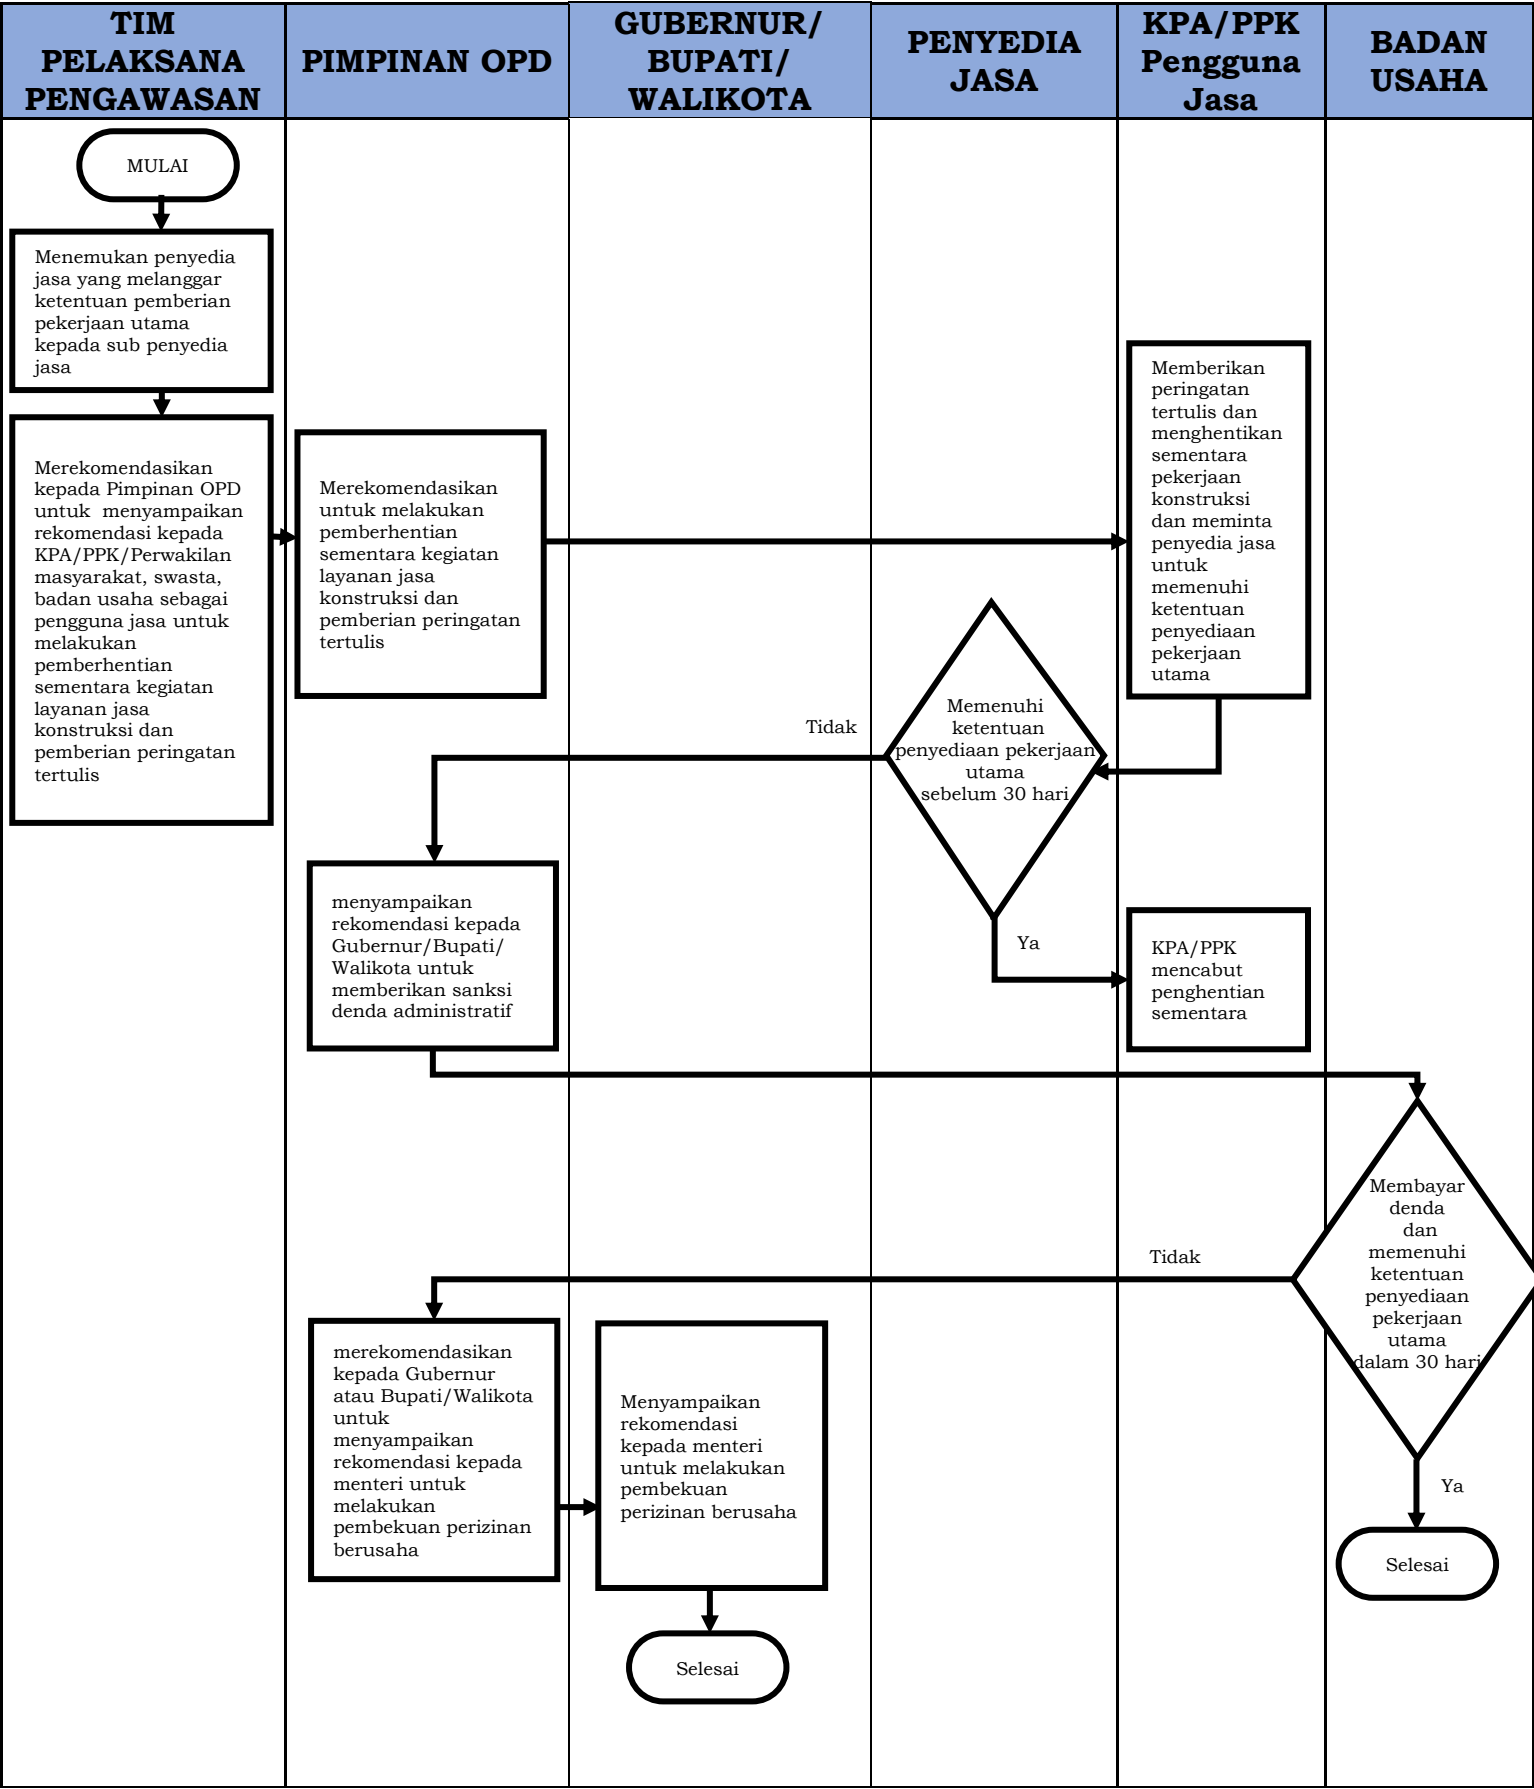 TIM
PELAKSANA
PENGAWASAN
PIMPINAN OPD
GUBERNUR/
BUPATI/
WALIKOTA
PENYEDIA
JASA
KPA/PPK
Pengguna
Jasa
BADAN
USAHA
MULAI
Menemukan penyedia
jasa yang melanggar
ketentuan pemberian
pekerjaan utama
kepada sub penyedia
jasa
Merekomendasikan
kepada Pimpinan OPD
untuk menyampaikan
rekomendasi kepada
KPA/PPK/Perwakilan
masyarakat, swasta,
badan usaha sebagai
pengguna jasa untuk
melakukan
pemberhentian
sementara kegiatan
layanan jasa
konstruksi dan
pemberian peringatan
tertulis
Merekomendasikan
untuk melakukan
pemberhentian
sementara kegiatan
layanan jasa
konstruksi dan
pemberian peringatan
tertulis
Memberikan
peringatan
tertulis dan
menghentikan
sementara
pekerjaan
konstruksi
dan meminta
penyedia jasa
untuk
memenuhi
ketentuan
penyediaan
pekerjaan
utama
Memenuhi
ketentuan
penyediaan pekerjaan
utama
sebelum 30 hari
Tidak
Ya
menyampaikan
rekomendasi kepada
Gubernur/Bupati/
Walikota untuk
memberikan sanksi
denda administratif
KPA/PPK
mencabut
penghentian
sementara
Membayar
denda
dan
memenuhi
ketentuan
penyediaan
pekerjaan
utama
dalam 30 hari
Tidak
Ya
merekomendasikan
kepada Gubernur
atau Bupati/Walikota
untuk
menyampaikan
rekomendasi kepada
menteri untuk
melakukan
pembekuan perizinan
berusaha
Menyampaikan
rekomendasi
kepada menteri
untuk melakukan
pembekuan
perizinan berusaha
Selesai
Selesai